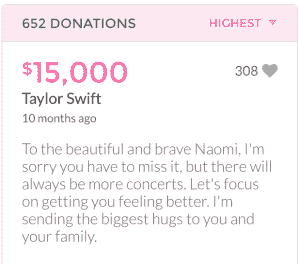 652 DONATIONS HIGHEST
$15,000 308
Taylor Swift
10 months ago
To the beautiful and brave Naomi, I'm
sorry you have to miss it, but there will
always be more concerts. Let's focus
on getting you feeling better. I'm
sending the biggest hugs to you and
your family.